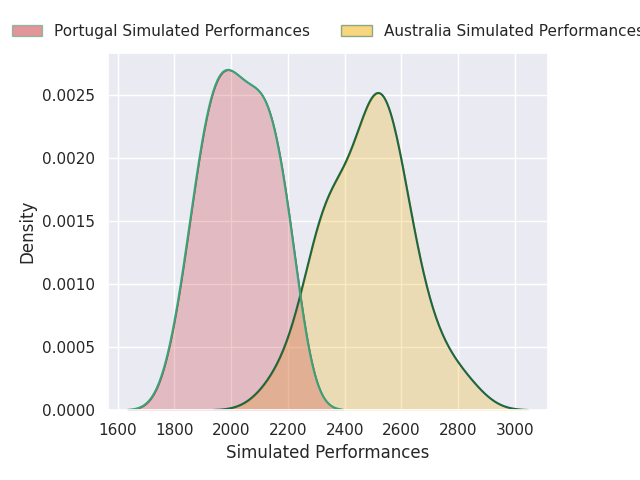 Portugal Simulated Performances
Australia Simulated Performances
0.0025
0.0020
0.0015
0.0010
0.0005
0.0000
Density
1600 1800 2000 2200 2400 2600 2800 3000
Simulated Performances